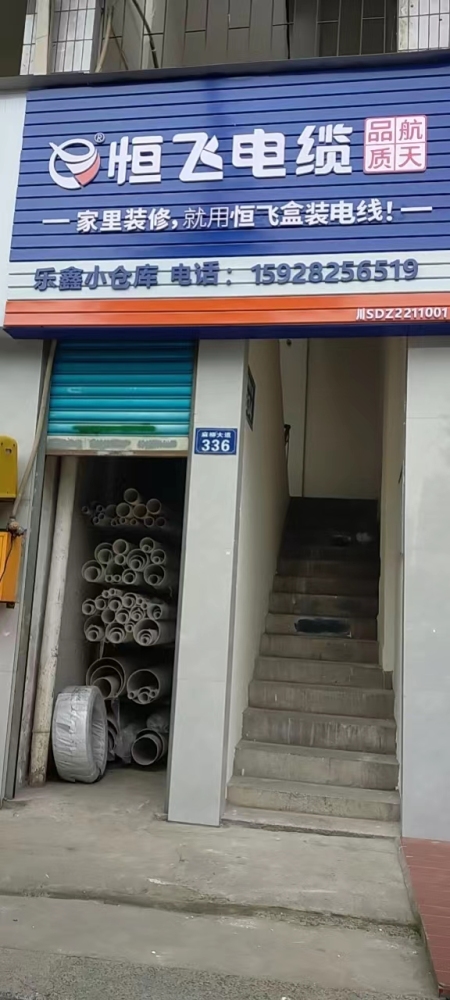 恒飞电缆® 航天品质
家里装修,就用恒飞盒装电线!
乐鑫小仓库 电话：15928256519
川SDZ2211001
336